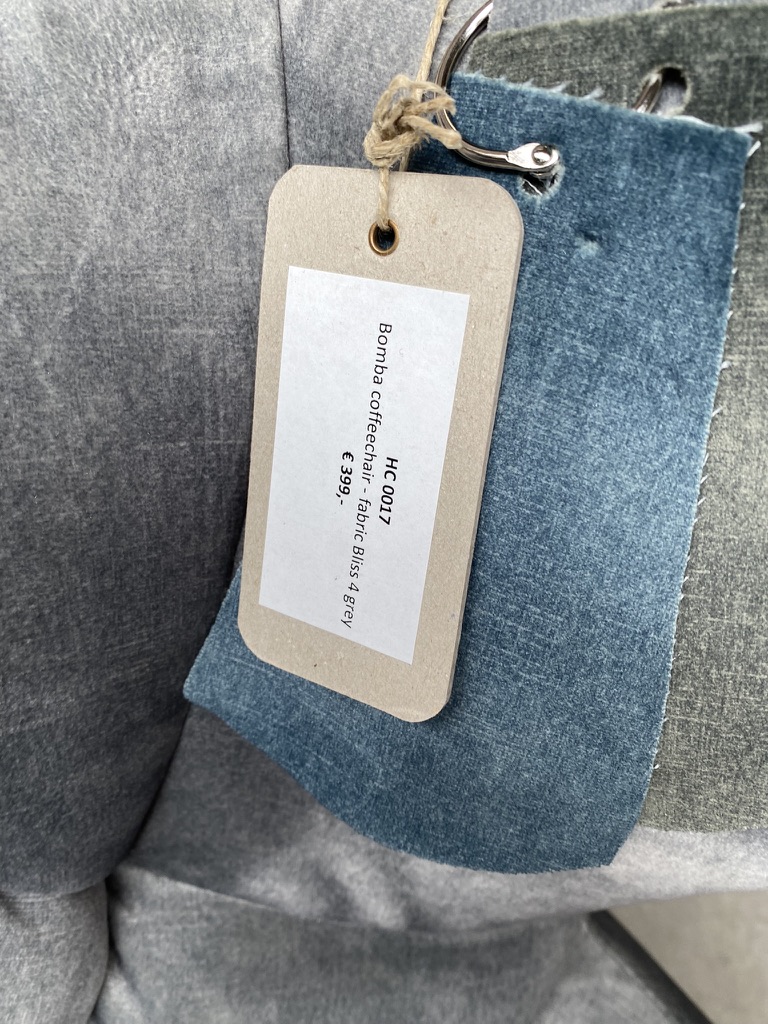 HC 0017
Bomba coffeechair - fabric Bliss 4 grey
€ 399,-